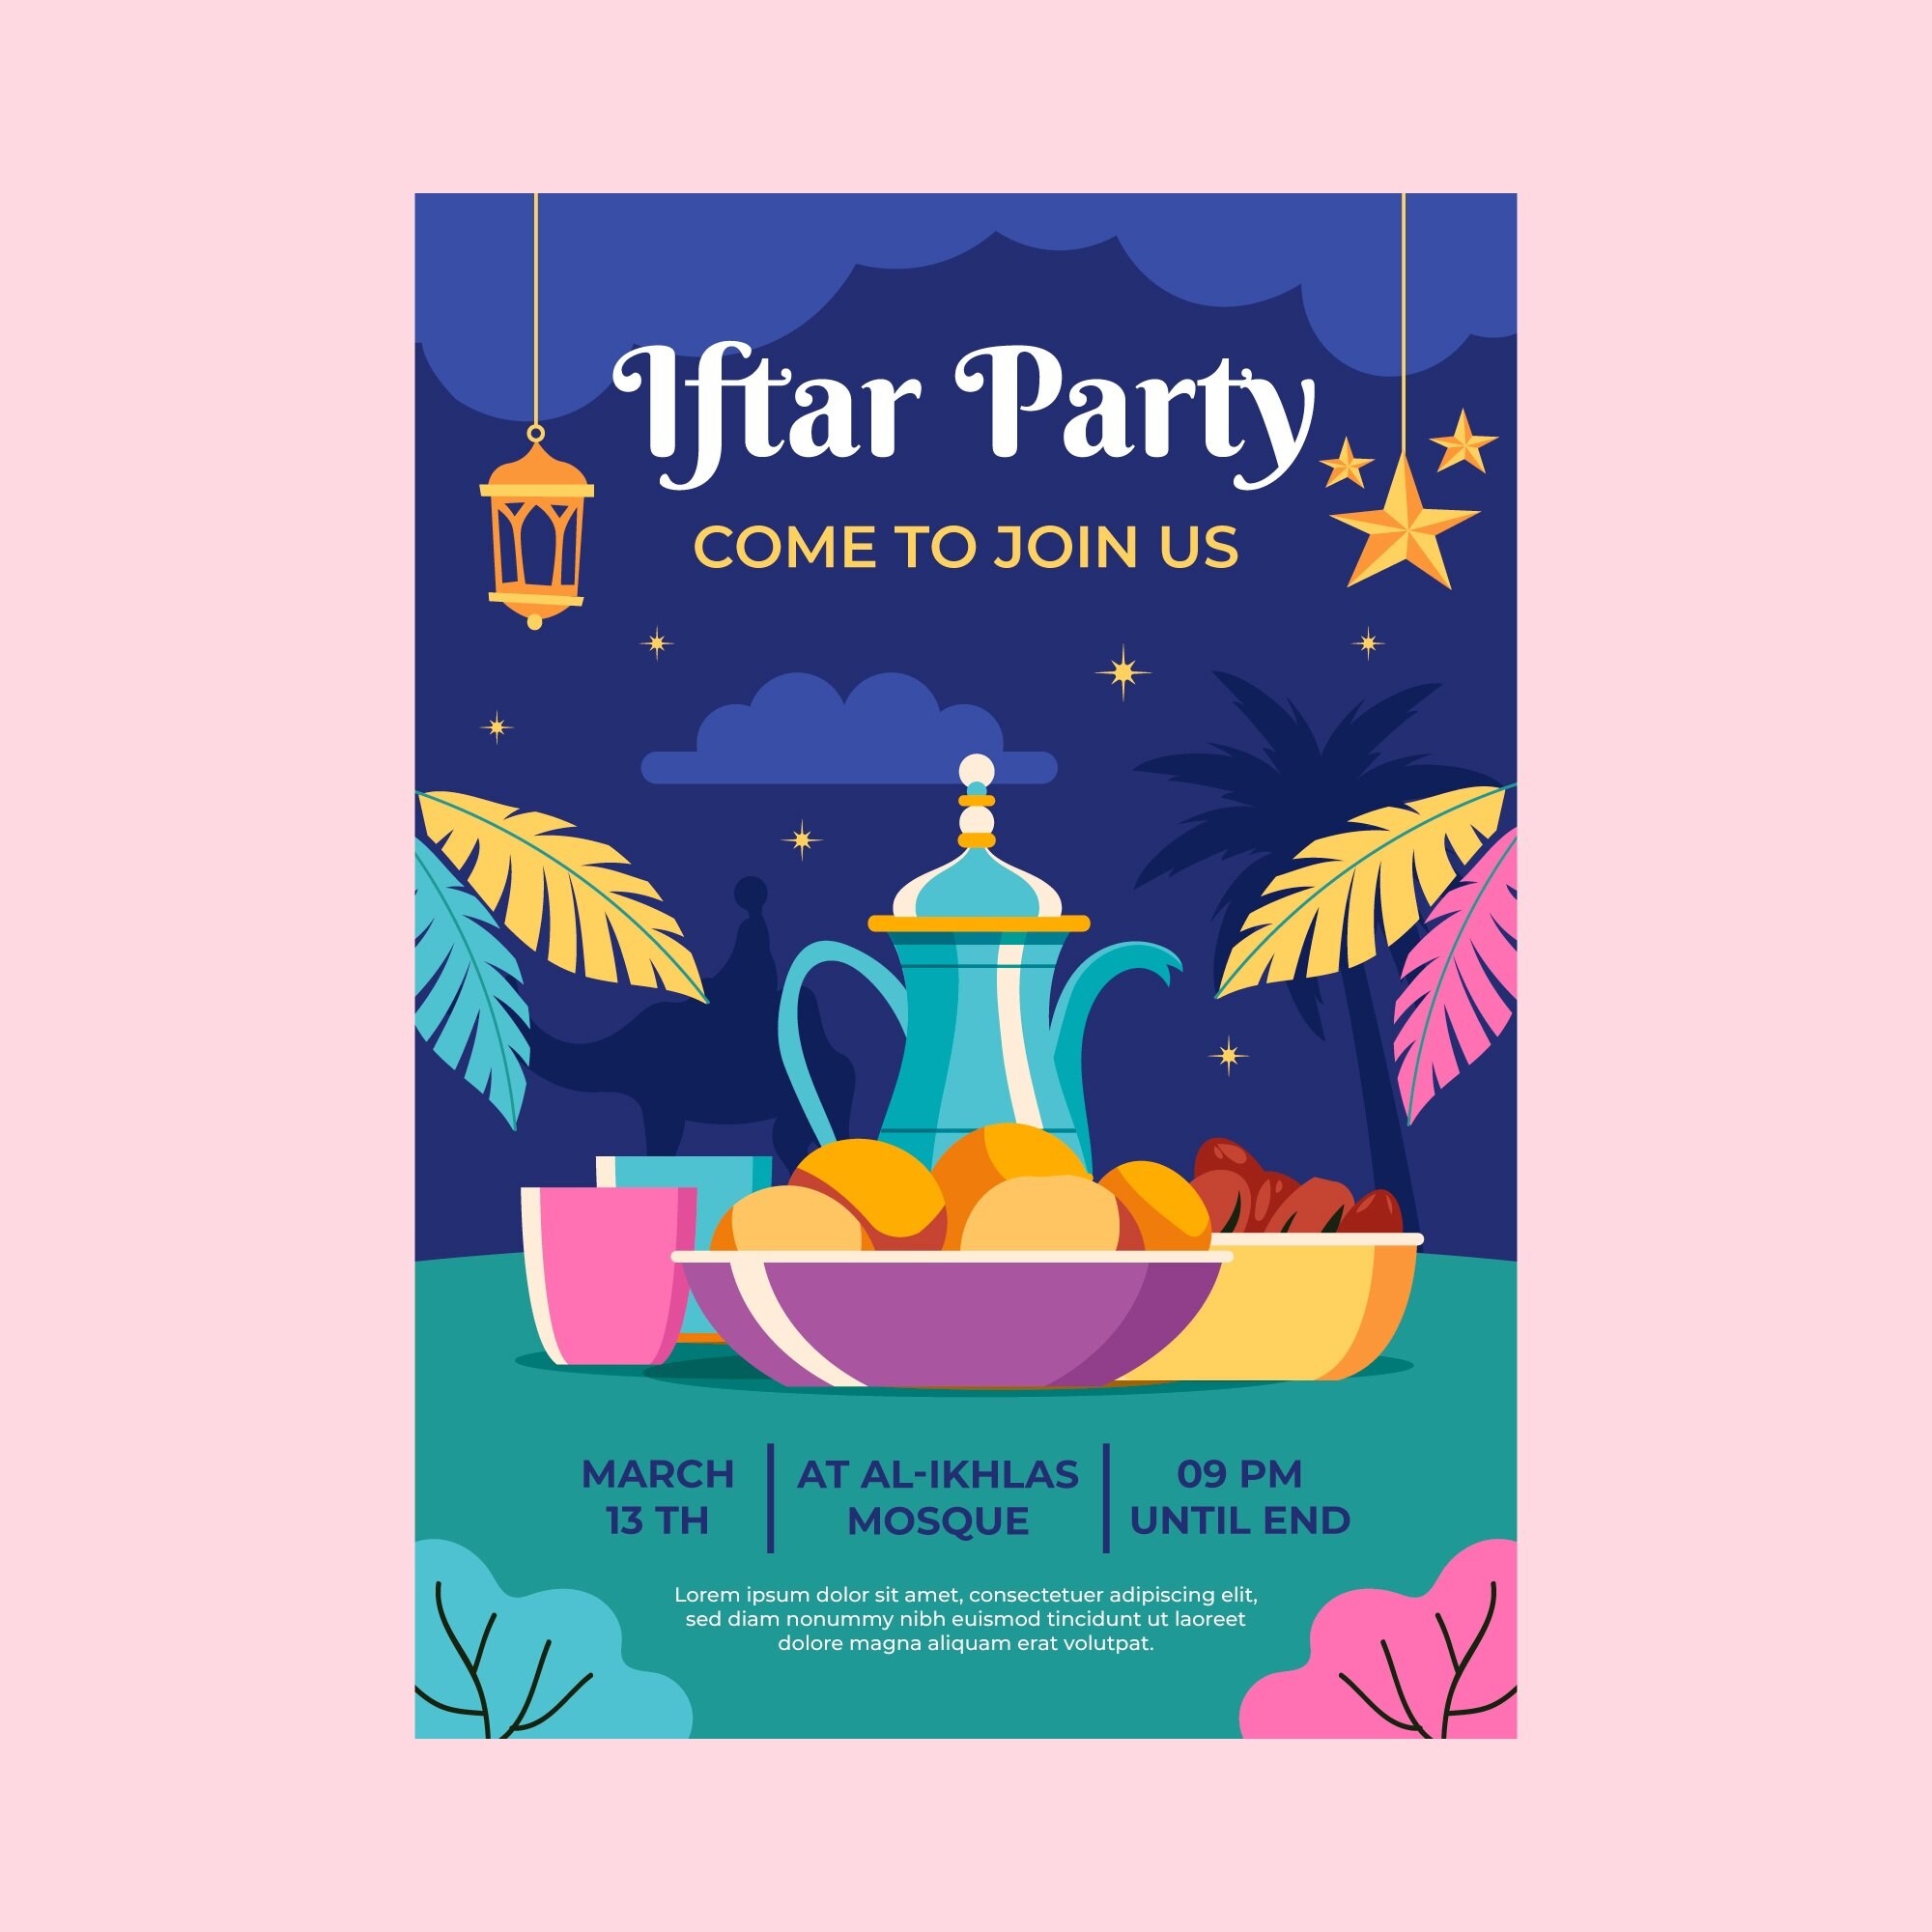 Iftar Party
COME TO JOIN US
MARCH
13 TH
AT AL-IKHLAS
MOSQUE
09 PM
UNTIL END
Lorem ipsum dolor sit amet, consectetuer adipiscing elit,
sed diam nonummy nibh euismod tincidunt ut laoreet
dolore magna aliquam erat volutpat.